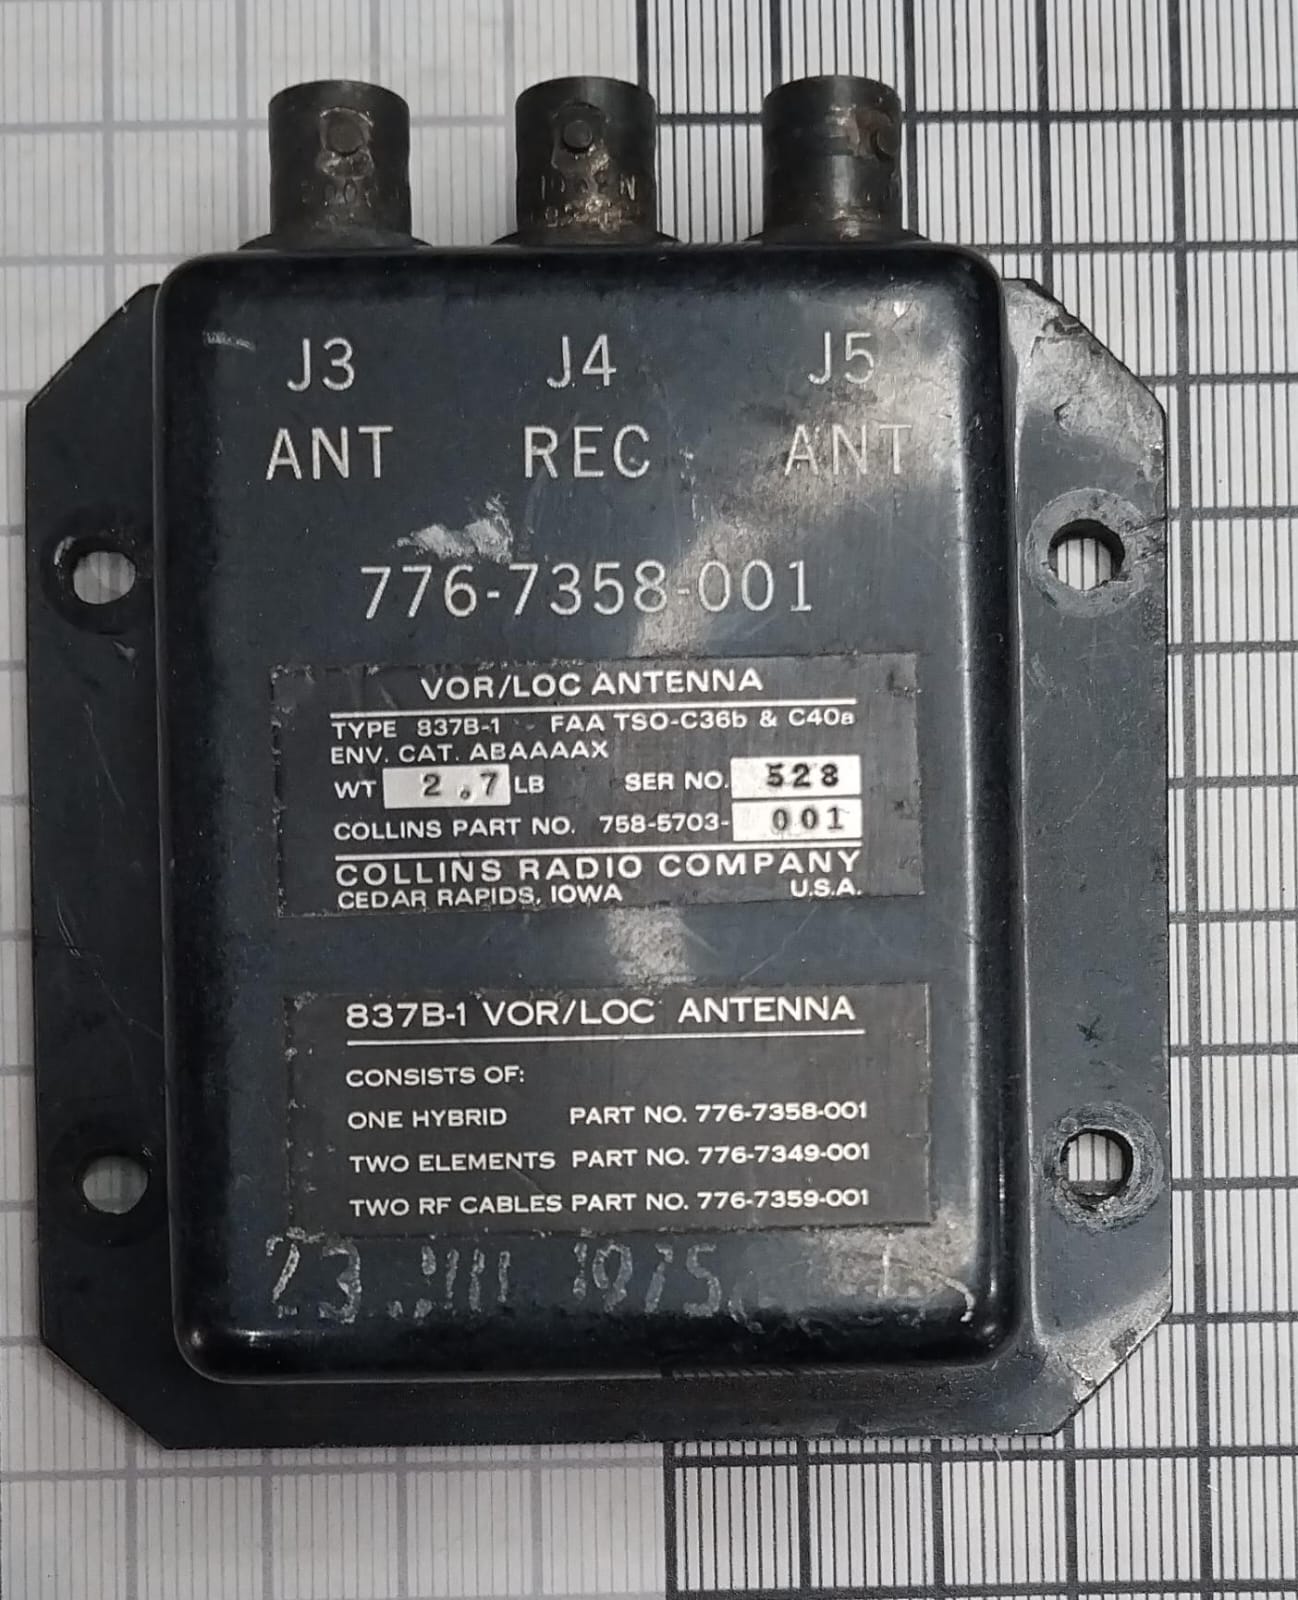 J3 J4 J5
ANT REC ANT
776-7358-001
VOR/LOC ANTENNA
TYPE 837B-1 FAA TSO-C36b & C40a
ENV. CAT. ABAAAAX
WT 2.7 LB SER NO. 528
COLLINS PART NO. 758-5703-001
COLLINS RADIO COMPANY
CEDAR RAPIDS, IOWA U.S.A.
837B-1 VOR/LOC ANTENNA
CONSISTS OF:
ONE HYBRID PART NO. 776-7358-001
TWO ELEMENTS PART NO. 776-7349-001
TWO RF CABLES PART NO. 776-7359-001
23 1975